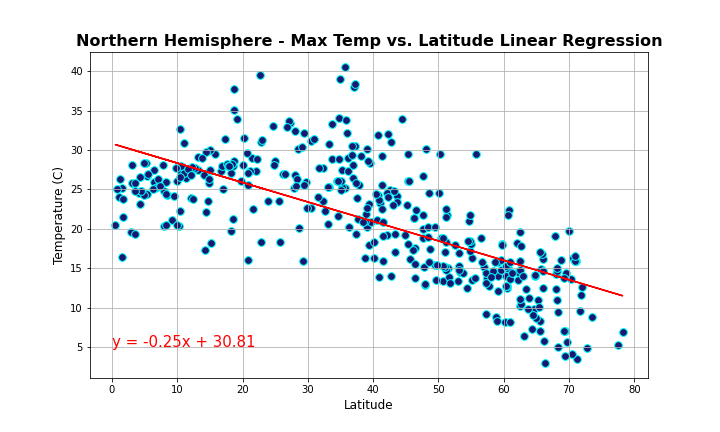 Northern Hemisphere - Max Temp vs. Latitude Linear Regression
40
35
30
25
20
15
10
5
Temperature (C)
y = -0.25x + 30.81
0 10 20 30 40 50 60 70 80
Latitude